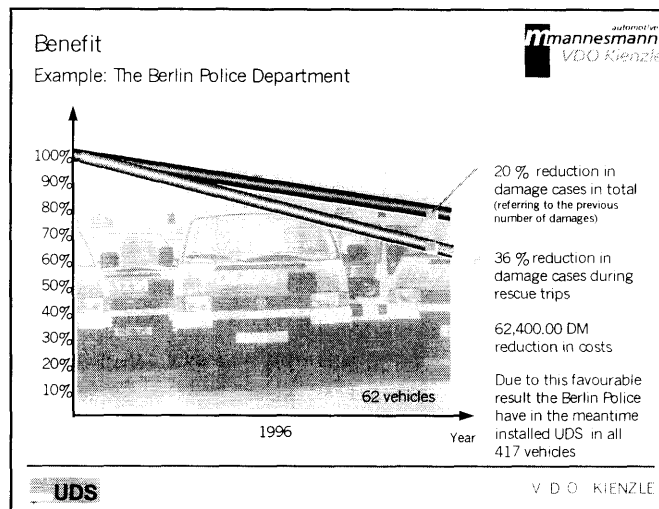 Benefit
Example: The Berlin Police Department
automotive
mannesmann
VDO Kienzle
100%
90%
80%
70%
60%
50%
40%
30%
20%
10%
20 % reduction in
damage cases in total
(referring to the previous
number of damages)
36 % reduction in
damage cases during
rescue trips
62,400.00 DM
reduction in costs
Due to this favourable
result the Berlin Police
have in the meantime
installed UDS in all
417 vehicles
62 vehicles
1996
Year
UDS
VDO KIENZLE